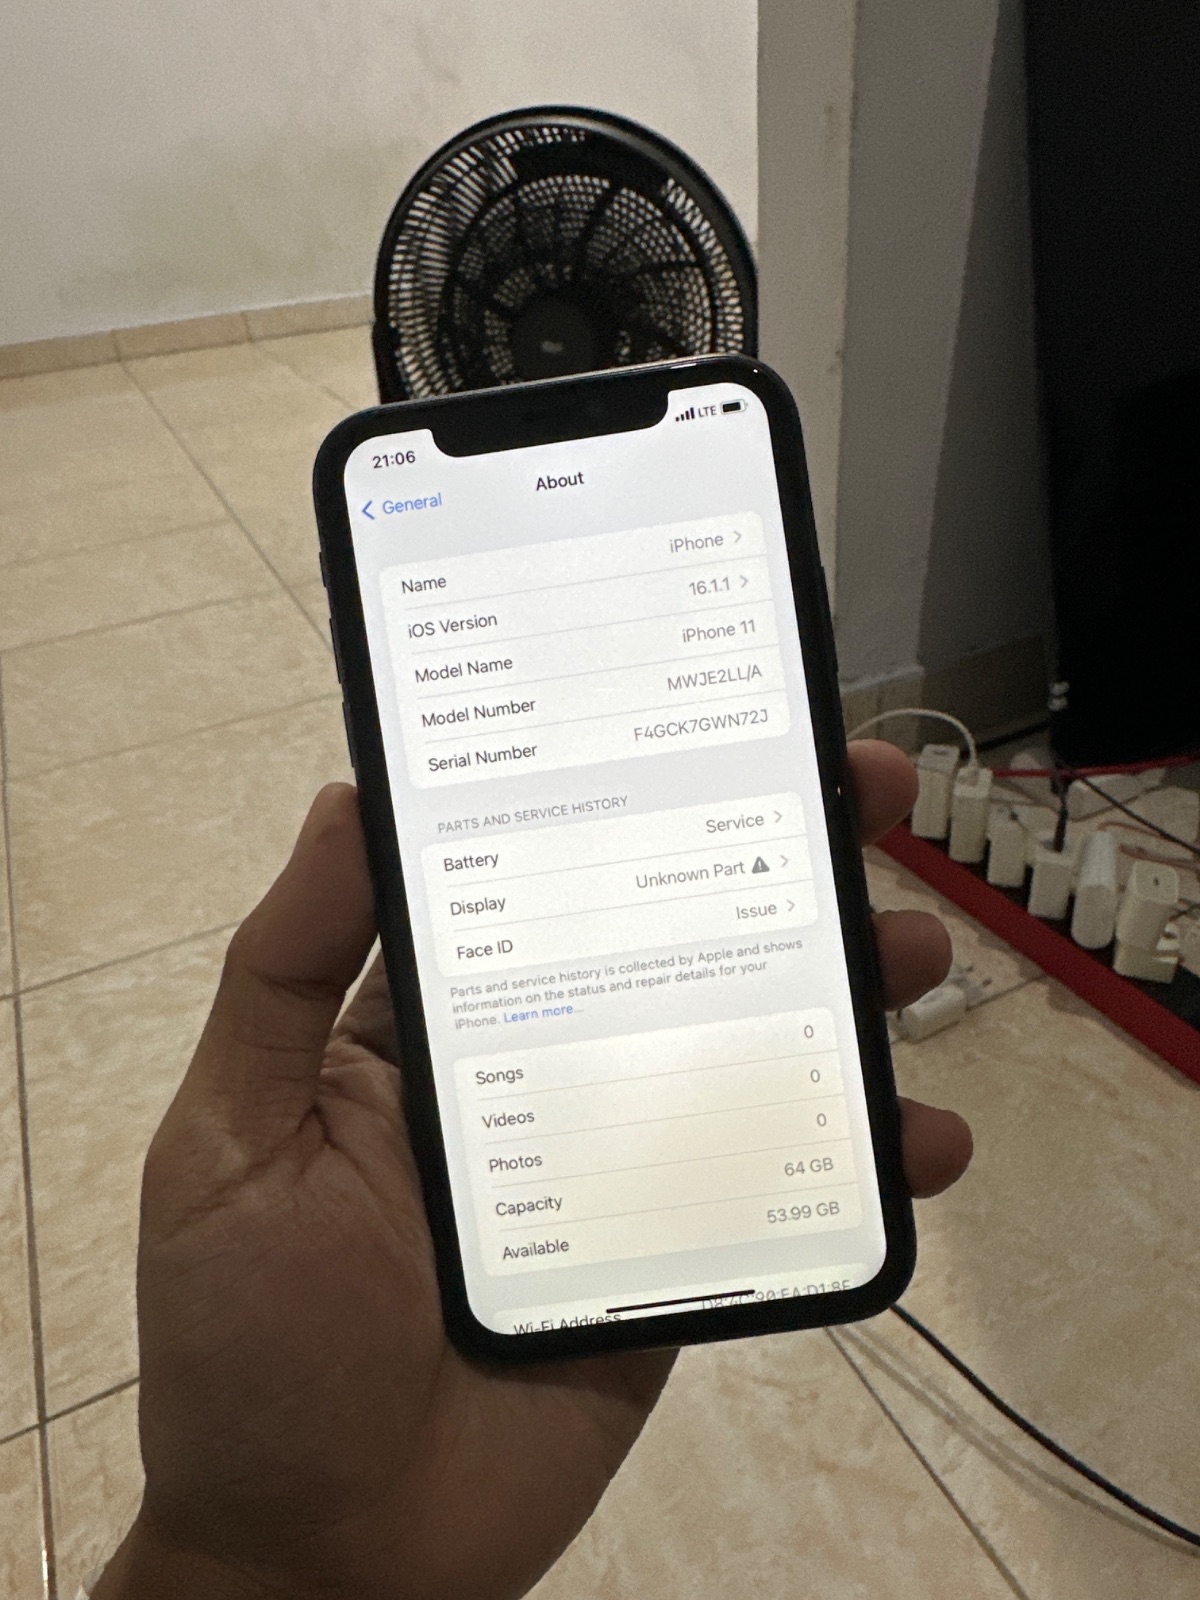 21:06
LTE
General
About
Name iPhone
iOS Version 16.1.1
Model Name iPhone 11
Model Number MWJE2LL/A
Serial Number F4GCK7GWN72J
PARTS AND SERVICE HISTORY
Battery Service
Display Unknown Part
Face ID Issue
Parts and service history is collected by Apple and shows
information on the status and repair details for your
iPhone. Learn more...
Songs 0
Videos 0
Photos 0
Capacity 64 GB
Available 53.99 GB
Wi-Fi Address